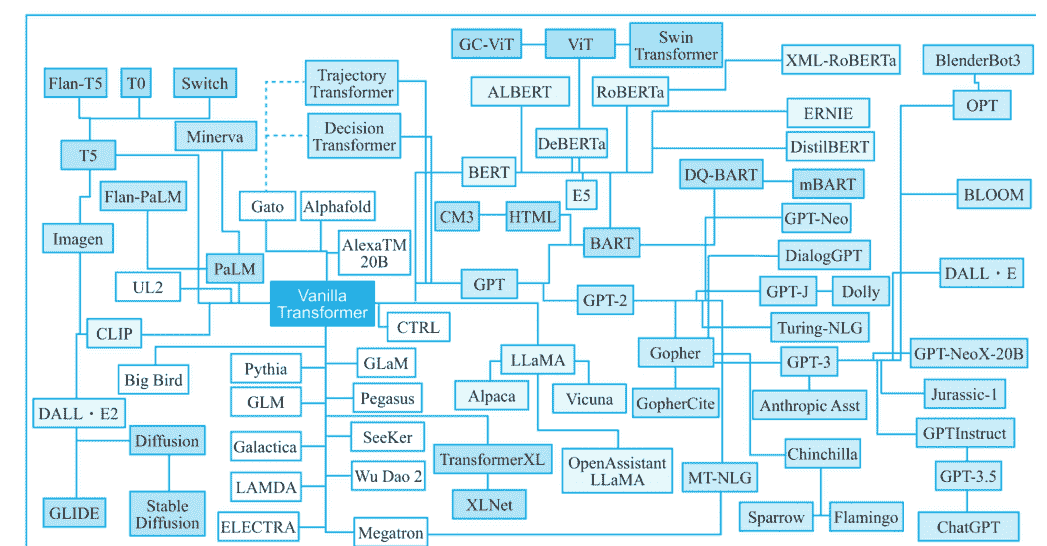 GC-ViT
ViT
Swin
Transformer
XML-RoBERTa
BlenderBot3
Flan-T5
T0
Switch
Trajectory
Transformer
ALBERT
RoBERTa
OPT
Minerva
Decision
Transformer
ERNIE
T5
DeBERTa
DistilBERT
BERT
DQ-BART
mBART
Flan-PaLM
Gato
Alphafold
E5
BLOOM
CM3
HTML
GPT-Neo
Imagen
AlexaTM
20B
BART
DialogGPT
PaLM
DALL·E
UL2
Vanilla
Transformer
GPT
GPT-2
GPT-J
Dolly
CLIP
CTRL
Turing-NLG
Big Bird
Pythia
GLaM
LLaMA
Gopher
GPT-3
GPT-NeoX-20B
DALL·E2
GLM
Pegasus
Alpaca
Vicuna
GopherCite
Anthropic Asst
Jurassic-1
Diffusion
Galactica
SeeKer
GPTInstruct
TransformerXL
OpenAssistant
LLaMA
Chinchilla
LAMDA
Wu Dao 2
MT-NLG
GPT-3.5
GLIDE
Stable
Diffusion
XLNet
ELECTRA
Megatron
Sparrow
Flamingo
ChatGPT